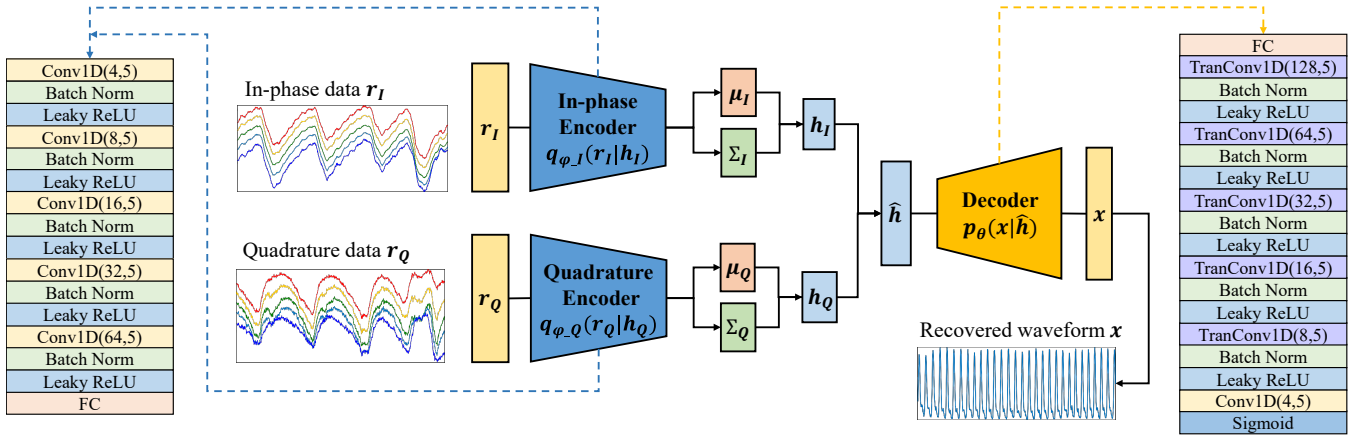 Conv1D(4,5)
Batch Norm
Leaky ReLU
Conv1D(8,5)
Batch Norm
Leaky ReLU
Conv1D(16,5)
Batch Norm
Leaky ReLU
Conv1D(32,5)
Batch Norm
Leaky ReLU
Conv1D(64,5)
Batch Norm
Leaky ReLU
FC
In-phase data r_I
r_I
In-phase
Encoder
q_{φ_I}(r_I|h_I)
μ_I
Σ_I
h_I
Quadrature data r_Q
r_Q
Quadrature
Encoder
q_{φ_Q}(r_Q|h_Q)
μ_Q
Σ_Q
h_Q
ĥ
Decoder
p_θ(x|ĥ)
x
Recovered waveform x
FC
TranConv1D(128,5)
Batch Norm
Leaky ReLU
TranConv1D(64,5)
Batch Norm
Leaky ReLU
TranConv1D(32,5)
Batch Norm
Leaky ReLU
TranConv1D(16,5)
Batch Norm
Leaky ReLU
TranConv1D(8,5)
Batch Norm
Leaky ReLU
Conv1D(4,5)
Sigmoid